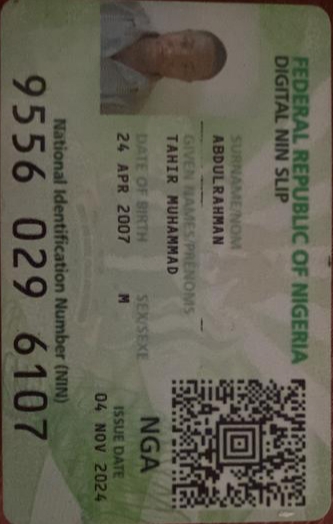 FEDERAL REPUBLIC OF NIGERIA
DIGITAL NIN SLIP
SURNAME/NOM
ABDULRAHMAN
GIVEN NAMES/PRENOMS
TAHIR MUHAMMAD
DATE OF BIRTH SEX/SEXE
24 APR 2007 M
NGA
ISSUE DATE
04 NOV 2024
National Identification Number (NIN)
9556 029 6107